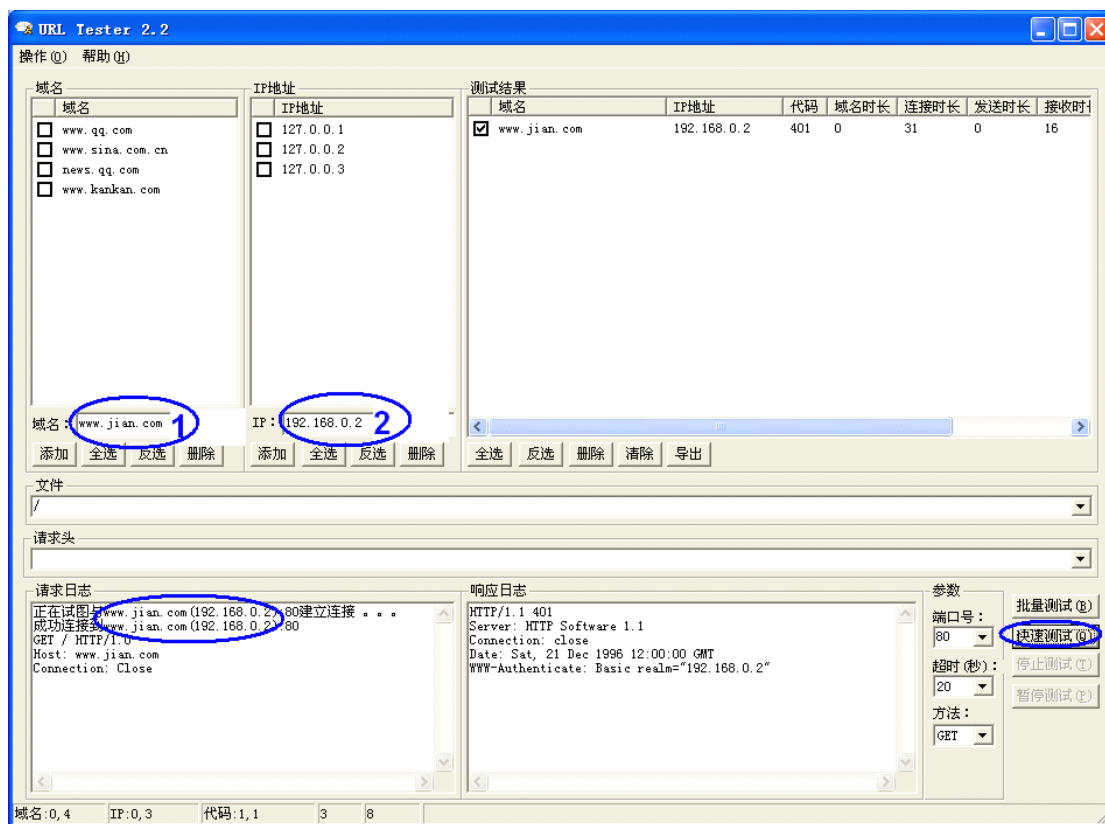 URL Tester 2.2
操作(O) 帮助(H)
域名
域名
www.qq.com
www.sina.com.cn
news.qq.com
www.kankan.com
域名： www.jian.com 1
添加 全选 反选 删除
IP地址
IP地址
127.0.0.1
127.0.0.2
127.0.0.3
IP： 192.168.0.2 2
添加 全选 反选 删除
测试结果
域名 IP地址 代码 域名时长 连接时长 发送时长 接收时
www.jian.com 192.168.0.2 401 0 31 0 16
全选 反选 删除 清除 导出
文件
/
请求头
请求日志
正在试图与www.jian.com(192.168.0.2):80建立连接 。。。
成功连接到www.jian.com(192.168.0.2):80
GET / HTTP/1.0
Host: www.jian.com
Connection: Close
响应日志
HTTP/1.1 401
Server: HTTP Software 1.1
Connection: close
Date: Sat, 21 Dec 1996 12:00:00 GMT
WWW-Authenticate: Basic realm="192.168.0.2"
参数
端口号：
80
超时(秒)：
20
方法：
GET
批量测试(B)
快速测试(Q)
停止测试(T)
暂停测试(P)
域名:0,4 IP:0,3 代码:1,1 3 8